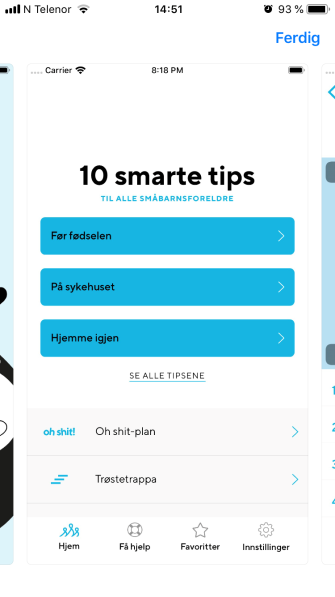 N Telenor 14:51 93 %
Ferdig
Carrier 8:18 PM
10 smarte tips
TIL ALLE SMÅBARNSFORELDRE
Før fødselen
På sykehuset
Hjemme igjen
SE ALLE TIPSENE
oh shit! Oh shit-plan
Trøstetrappa
Hjem Få hjelp Favoritter Innstillinger